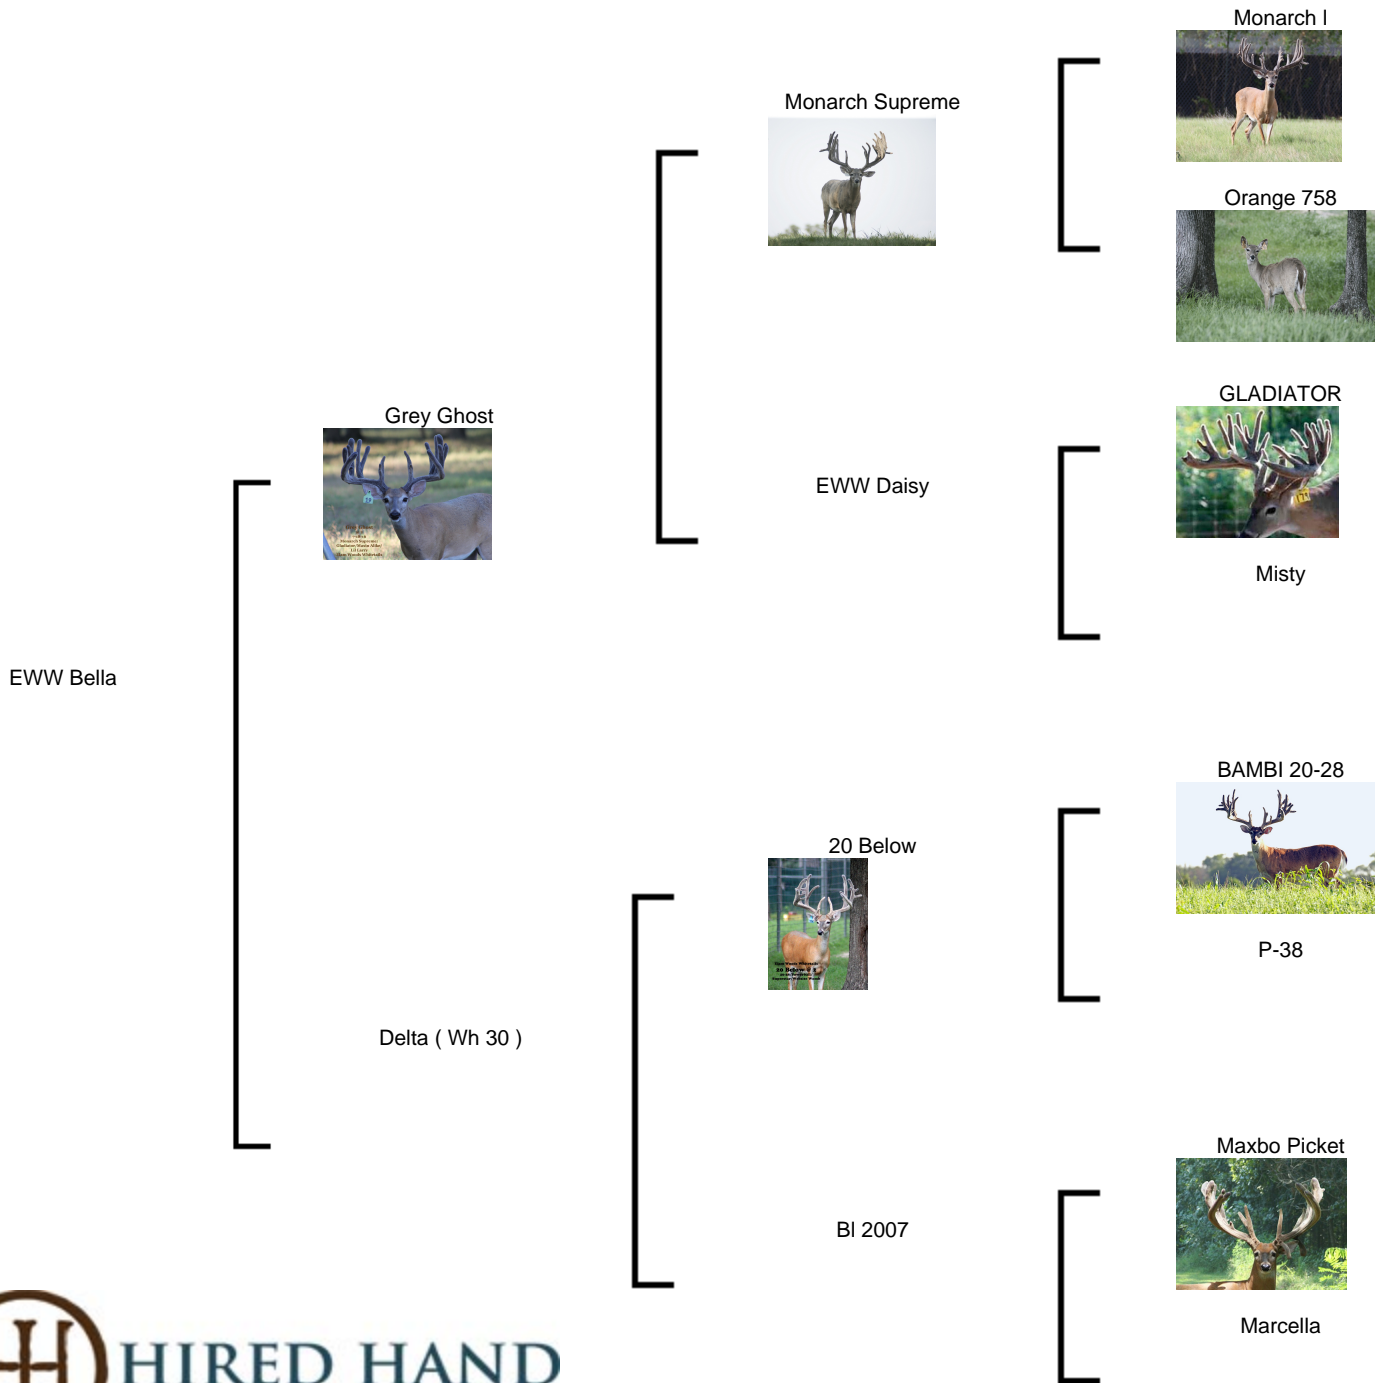 Monarch l
Monarch Supreme
Orange 758
GLADIATOR
Grey Ghost
EWW Daisy
Misty
EWW Bella
BAMBI 20-28
20 Below
P-38
Delta ( Wh 30 )
Maxbo Picket
Bl 2007
Marcella
HIRED HAND